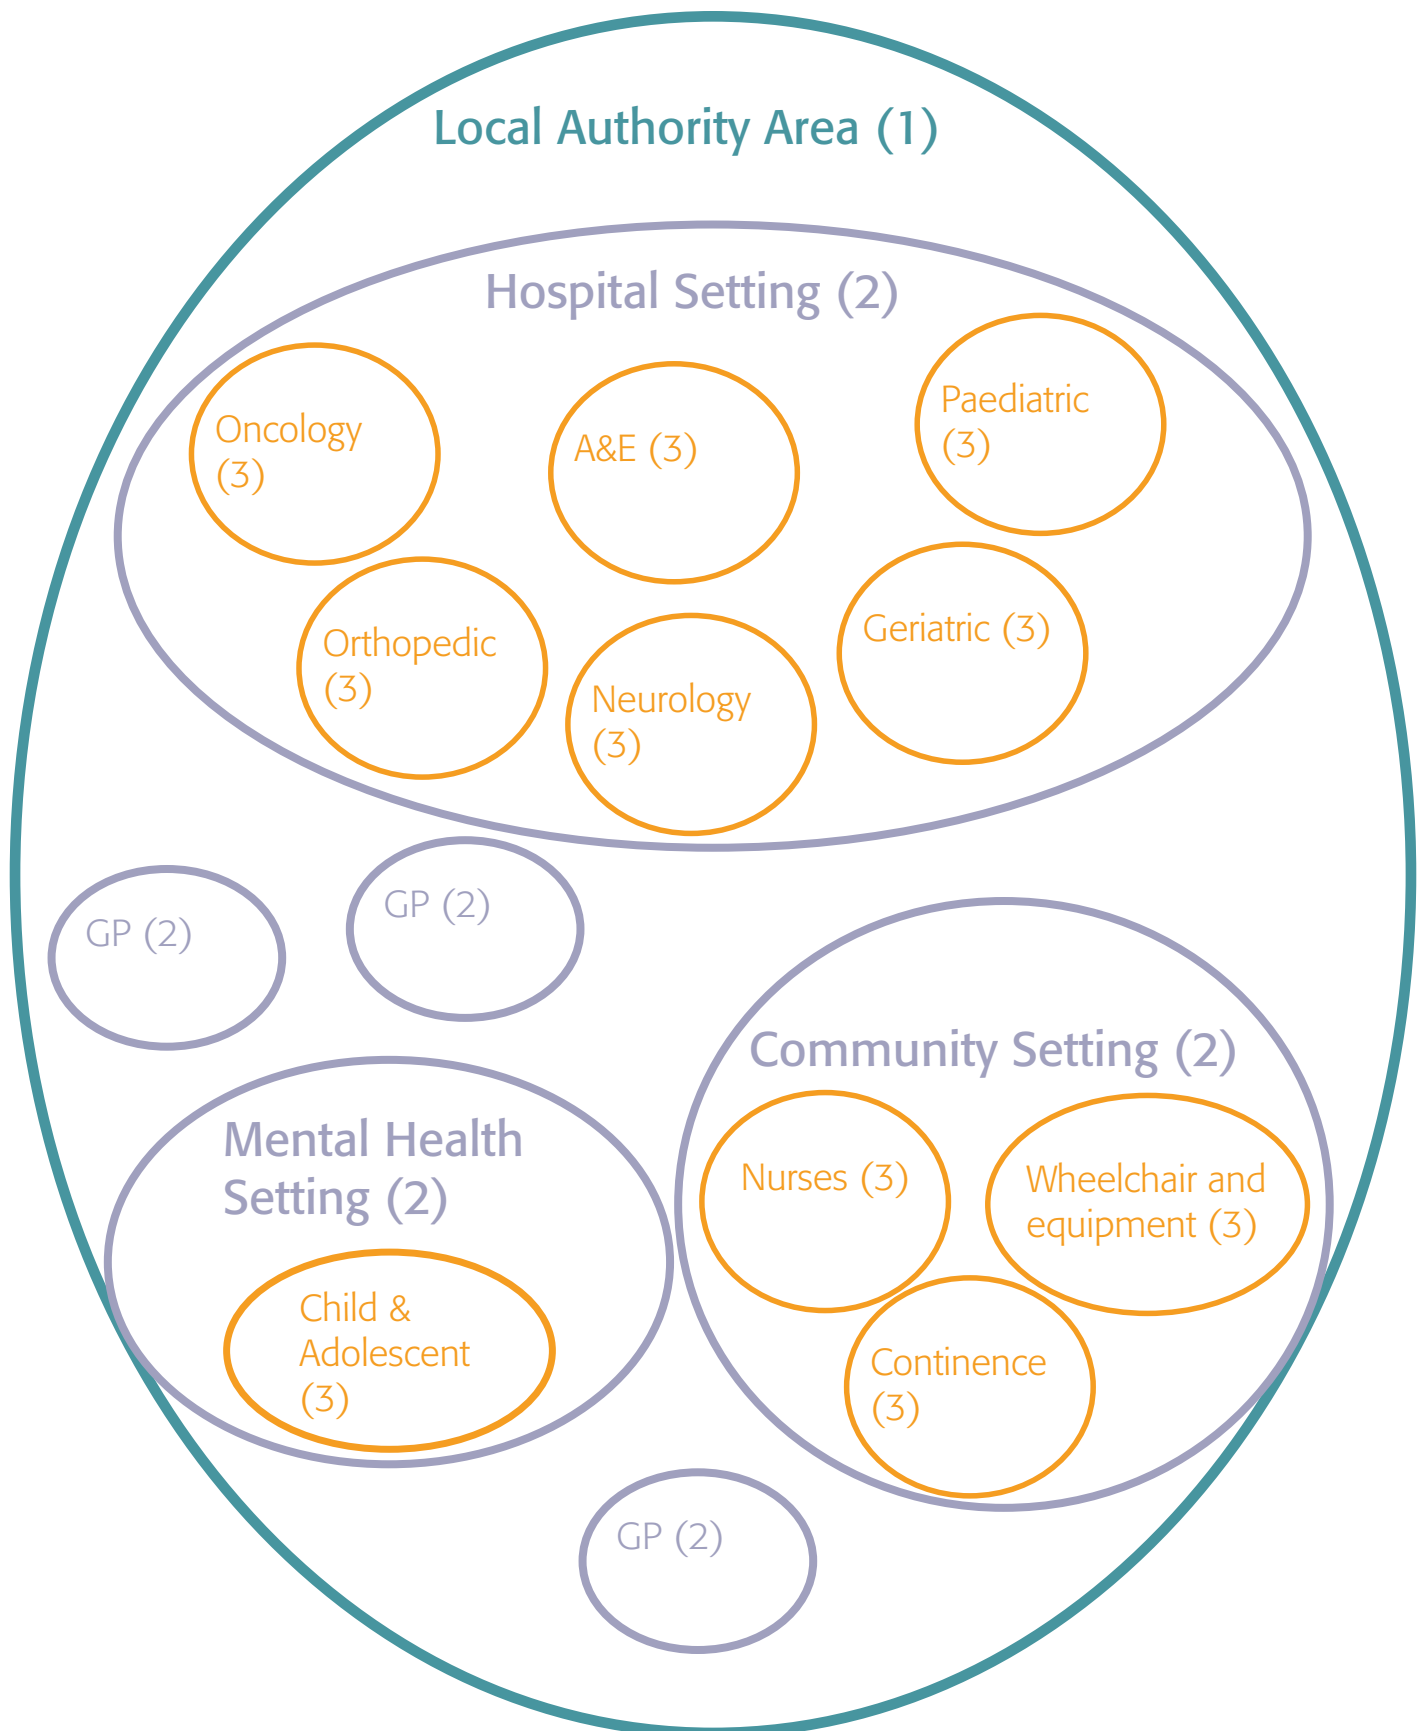 Local Authority Area (1)
Hospital Setting (2)
Oncology
(3)
A&E (3)
Paediatric
(3)
Orthopedic
(3)
Neurology
(3)
Geriatric (3)
GP (2)
GP (2)
Mental Health
Setting (2)
Child &
Adolescent
(3)
Community Setting (2)
Nurses (3)
Wheelchair and
equipment (3)
Continence
(3)
GP (2)